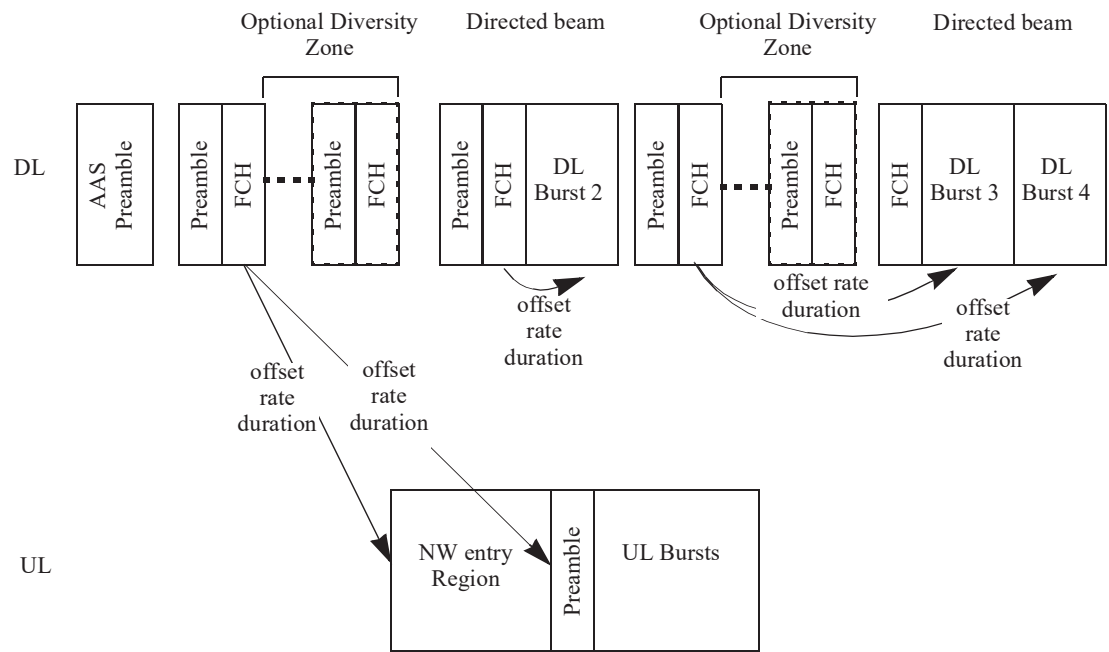 Optional Diversity
Zone
Directed beam
Optional Diversity
Zone
Directed beam
DL
AAS
Preamble
Preamble
FCH
Preamble
FCH
Preamble
FCH
DL
Burst 2
Preamble
FCH
Preamble
FCH
FCH
DL
Burst 3
DL
Burst 4
offset
rate
duration
offset rate
duration
offset
rate
duration
offset
rate
duration
offset
rate
duration
UL
NW entry
Region
Preamble
UL Bursts